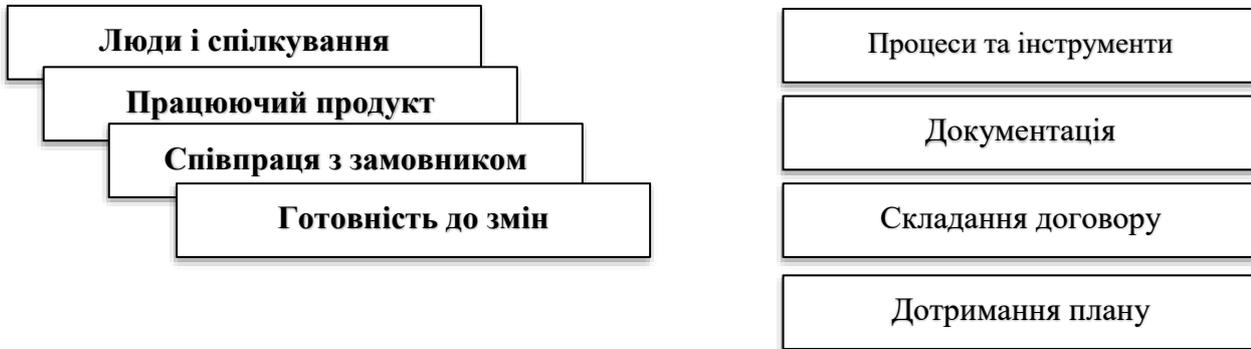 Люди і спілкування
Працюючий продукт
Співпраця з замовником
Готовність до змін
Процеси та інструменти
Документація
Складання договору
Дотримання плану